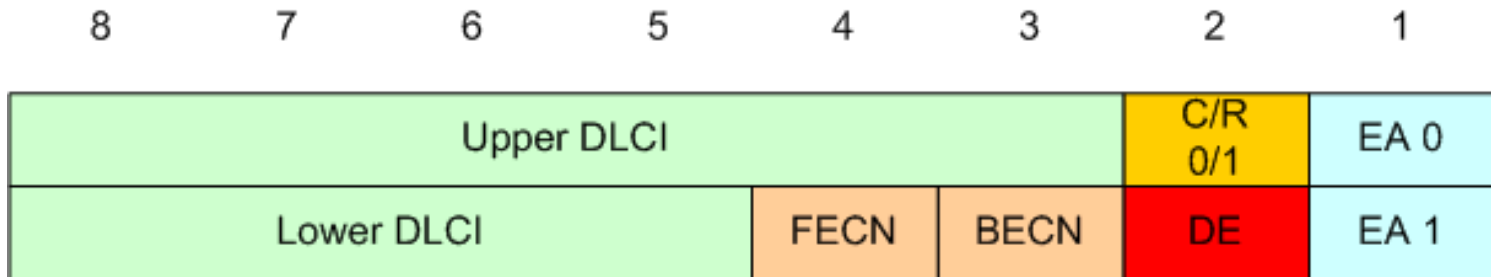 8 7 6 5 4 3 2 1
Upper DLCI C/R 0/1 EA 0
Lower DLCI FECN BECN DE EA 1